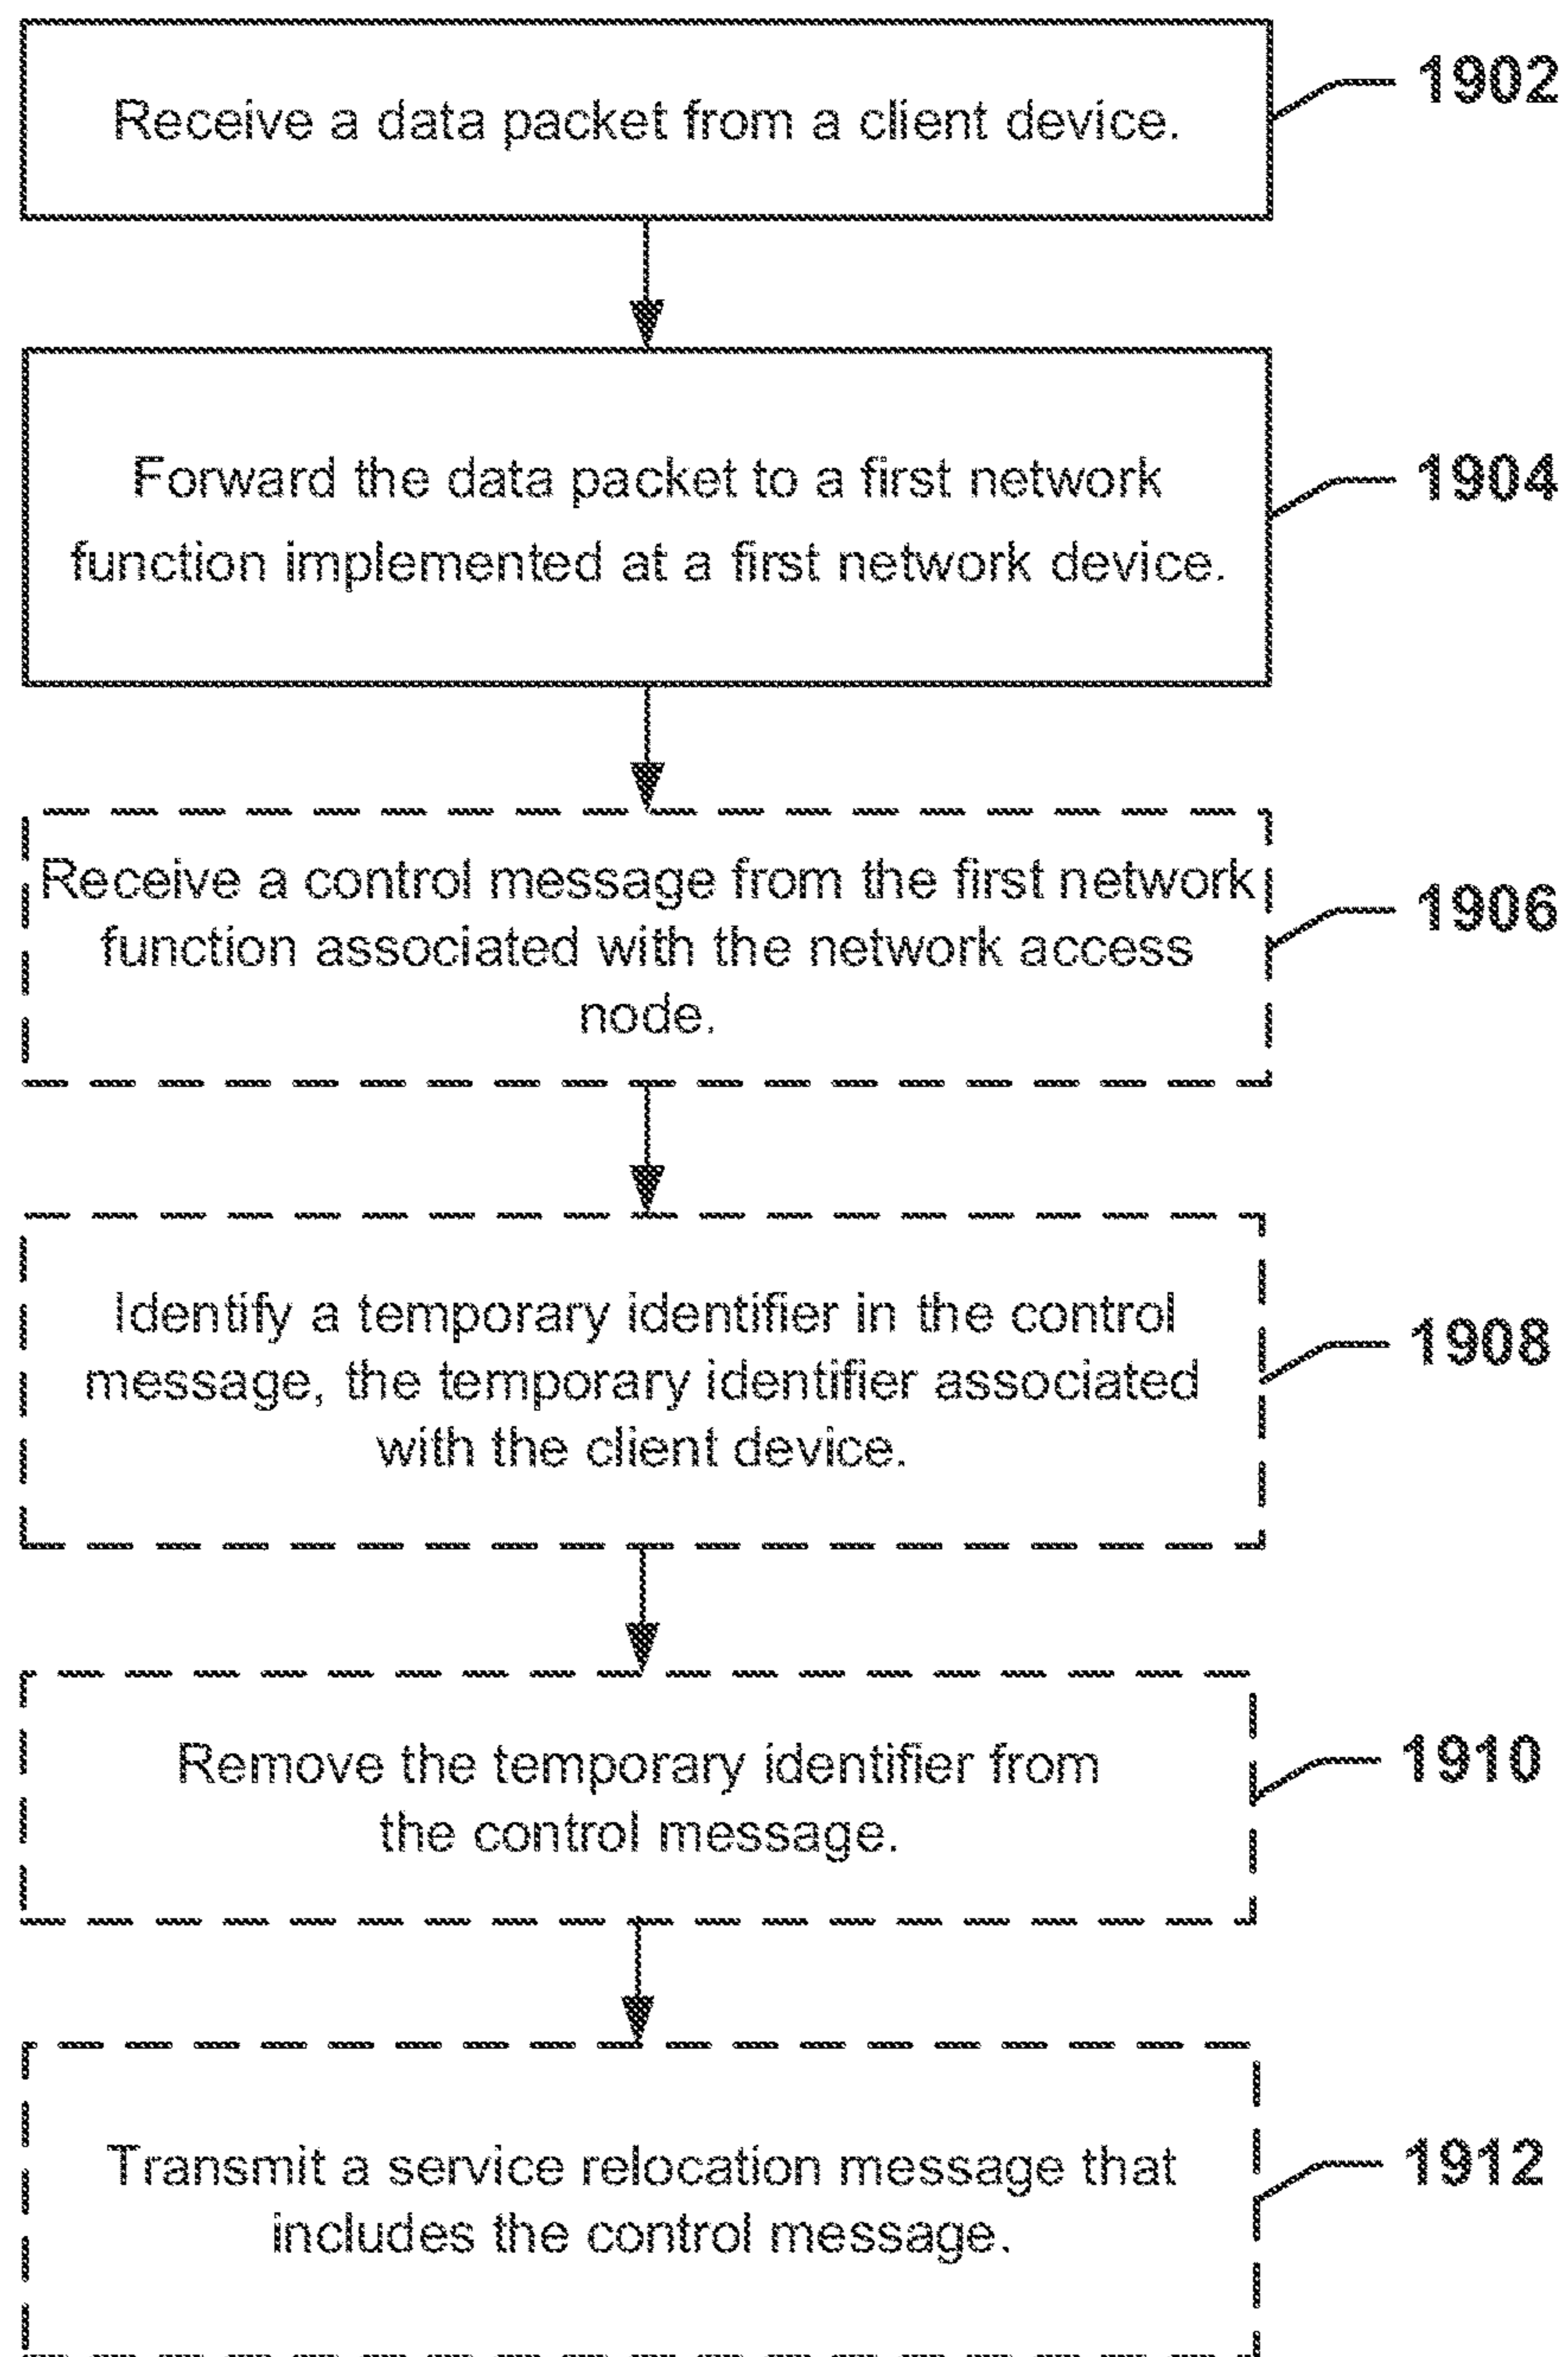 Receive a data packet from a client device.
1902
Forward the data packet to a first network
function implemented at a first network device.
1904
Receive a control message from the first network
function associated with the network access
node.
1906
Identify a temporary identifier in the control
message, the temporary identifier associated
with the client device.
1908
Remove the temporary identifier from
the control message.
1910
Transmit a service relocation message that
includes the control message.
1912